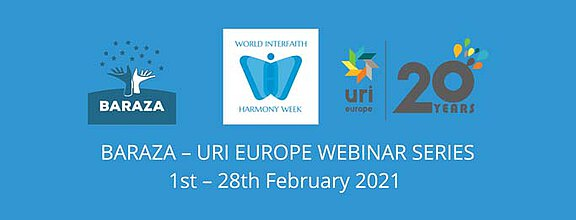 WORLD INTERFAITH
HARMONY WEEK
BARAZA
uri
europe
20
YEARS
BARAZA – URI EUROPE WEBINAR SERIES
1st – 28th February 2021